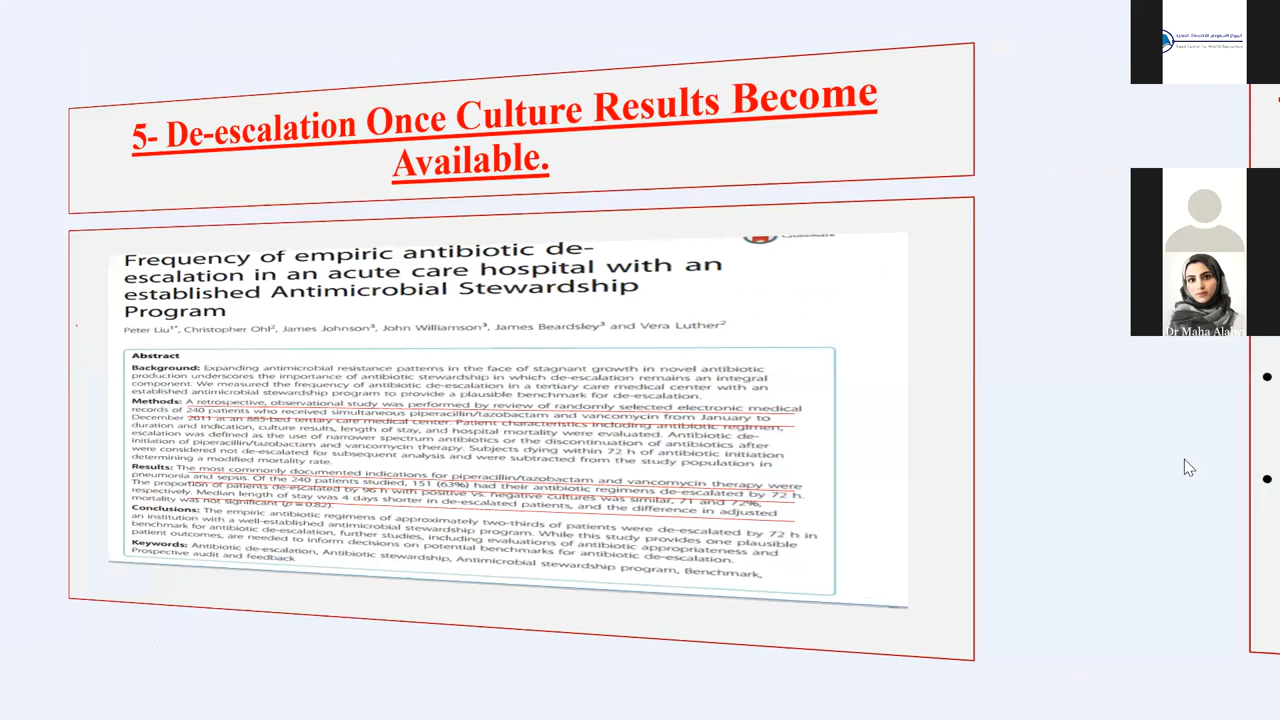 5- De-escalation Once Culture Results Become
Available.
Frequency of empiric antibiotic de-
escalation in an acute care hospital with an
established Antimicrobial Stewardship
Program
Peter Liu1*, Christopher Ohl2, James Johnson3, John Williamson3, James Beardsley3 and Vera Luther2
Abstract
Background: Expanding antimicrobial resistance patterns in the face of stagnant growth in novel antibiotic
production underscores the importance of antibiotic stewardship in which de-escalation remains an integral
component. We measured the frequency of antibiotic de-escalation in a tertiary care medical center with an
established antimicrobial stewardship program to provide a plausible benchmark for de-escalation.
Methods: A retrospective, observational study was performed by review of randomly selected electronic medical
records of 240 patients who received simultaneous piperacillin/tazobactam and vancomycin from January to
December 2011 at an 885-bed tertiary care medical center. Patient characteristics including antibiotic regimen,
duration and indication, culture results, length of stay, and hospital mortality were evaluated. Antibiotic de-
escalation was defined as the use of narrower spectrum antibiotics or the discontinuation of antibiotics after
initiation of piperacillin/tazobactam and vancomycin therapy. Subjects dying within 72 h of antibiotic initiation
were considered not de-escalated for subsequent analysis and were subtracted from the study population in
determining a modified mortality rate.
Results: The most commonly documented indications for piperacillin/tazobactam and vancomycin therapy were
pneumonia and sepsis. Of the 240 patients studied, 151 (63%) had their antibiotic regimens de-escalated by 72 h.
The proportion of patients de-escalated by 96 h with positive vs. negative cultures was similar, 71 and 72%,
respectively. Median length of stay was 4 days shorter in de-escalated patients, and the difference in adjusted
mortality was not significant (p = 0.82).
Conclusions: The empiric antibiotic regimens of approximately two-thirds of patients were de-escalated by 72 h in
an institution with a well-established antimicrobial stewardship program. While this study provides one plausible
benchmark for antibiotic de-escalation, further studies, including evaluations of antibiotic appropriateness and
patient outcomes, are needed to inform decisions on potential benchmarks for antibiotic de-escalation.
Keywords: Antibiotic de-escalation, Antibiotic stewardship, Antimicrobial stewardship program, Benchmark,
Prospective audit and feedback
Dr Maha Alalwi